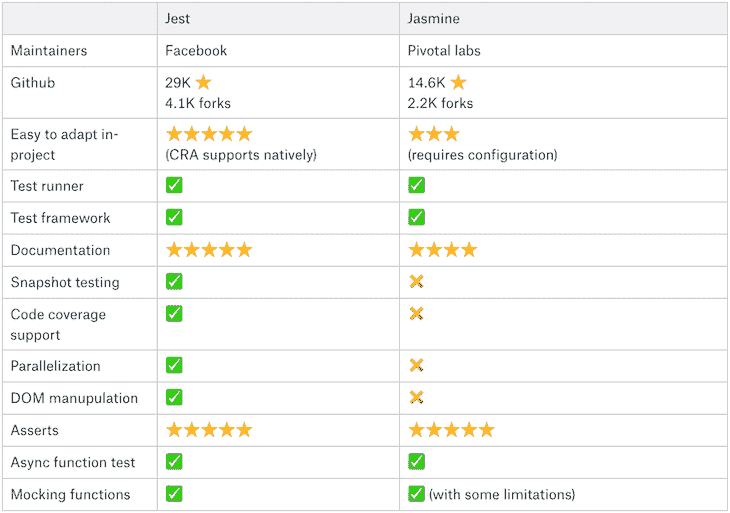 Jest Jasmine
Maintainers Facebook Pivotal labs
Github 29K ⭐ 14.6K ⭐
4.1K forks 2.2K forks
Easy to adapt in- ⭐⭐⭐⭐⭐ ⭐⭐⭐
project (CRA supports natively) (requires configuration)
Test runner ✅ ✅
Test framework ✅ ✅
Documentation ⭐⭐⭐⭐⭐ ⭐⭐⭐⭐
Snapshot testing ✅ ❌
Code coverage ✅ ❌
support
Parallelization ✅ ❌
DOM manupulation ✅ ❌
Asserts ⭐⭐⭐⭐⭐ ⭐⭐⭐⭐⭐
Async function test ✅ ✅
Mocking functions ✅ ✅ (with some limitations)